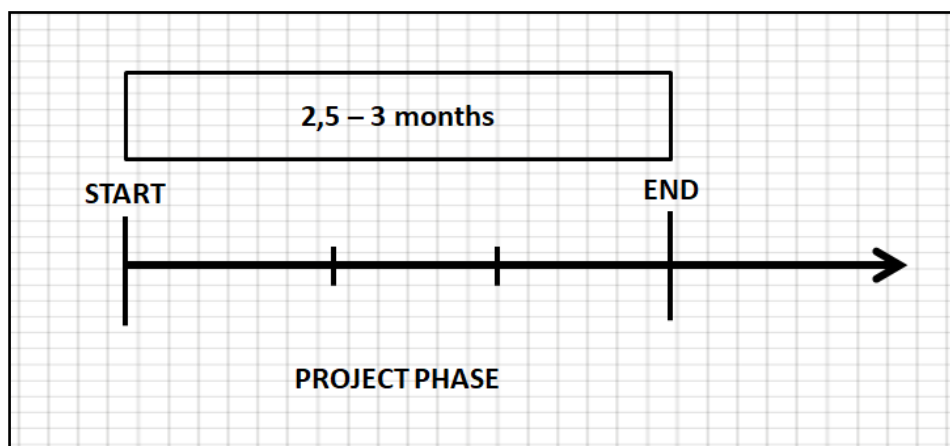 2,5 – 3 months
START
END
PROJECT PHASE